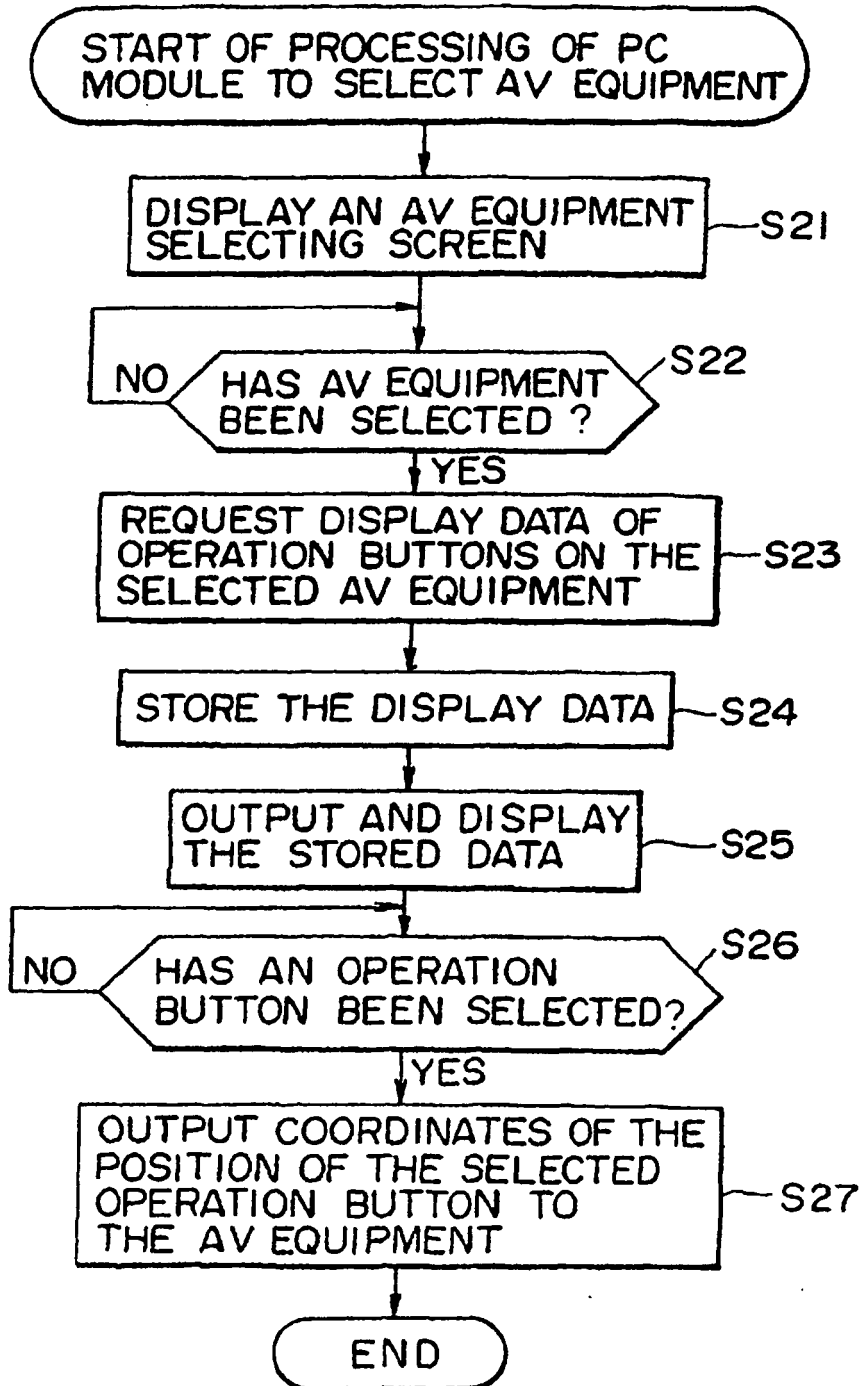 START OF PROCESSING OF PC
MODULE TO SELECT AV EQUIPMENT
DISPLAY AN AV EQUIPMENT
SELECTING SCREEN
S21
S22
NO
HAS AV EQUIPMENT
BEEN SELECTED ?
YES
REQUEST DISPLAY DATA OF
OPERATION BUTTONS ON THE
SELECTED AV EQUIPMENT
S23
STORE THE DISPLAY DATA
S24
OUTPUT AND DISPLAY
THE STORED DATA
S25
S26
NO
HAS AN OPERATION
BUTTON BEEN SELECTED?
YES
OUTPUT COORDINATES OF THE
POSITION OF THE SELECTED
OPERATION BUTTON TO
THE AV EQUIPMENT
S27
END